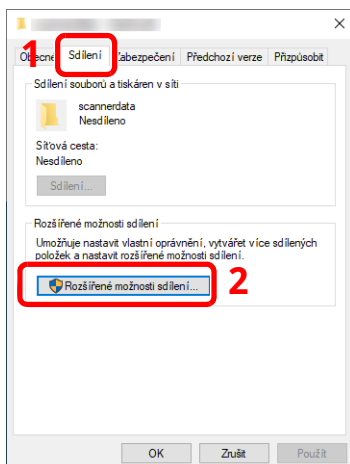 1
Obecné Sdílení Zabezpečení Předchozí verze Přizpůsobit
Sdílení souborů a tiskáren v síti
scannerdata
Nesdíleno
Síťová cesta:
Nesdíleno
Sdílení...
Rozšířené možnosti sdílení
Umožňuje nastavit vlastní oprávnění, vytvářet více sdílených
položek a nastavit rozšířené možnosti sdílení.
Rozšířené možnosti sdílení...
2
OK Zrušit Použít